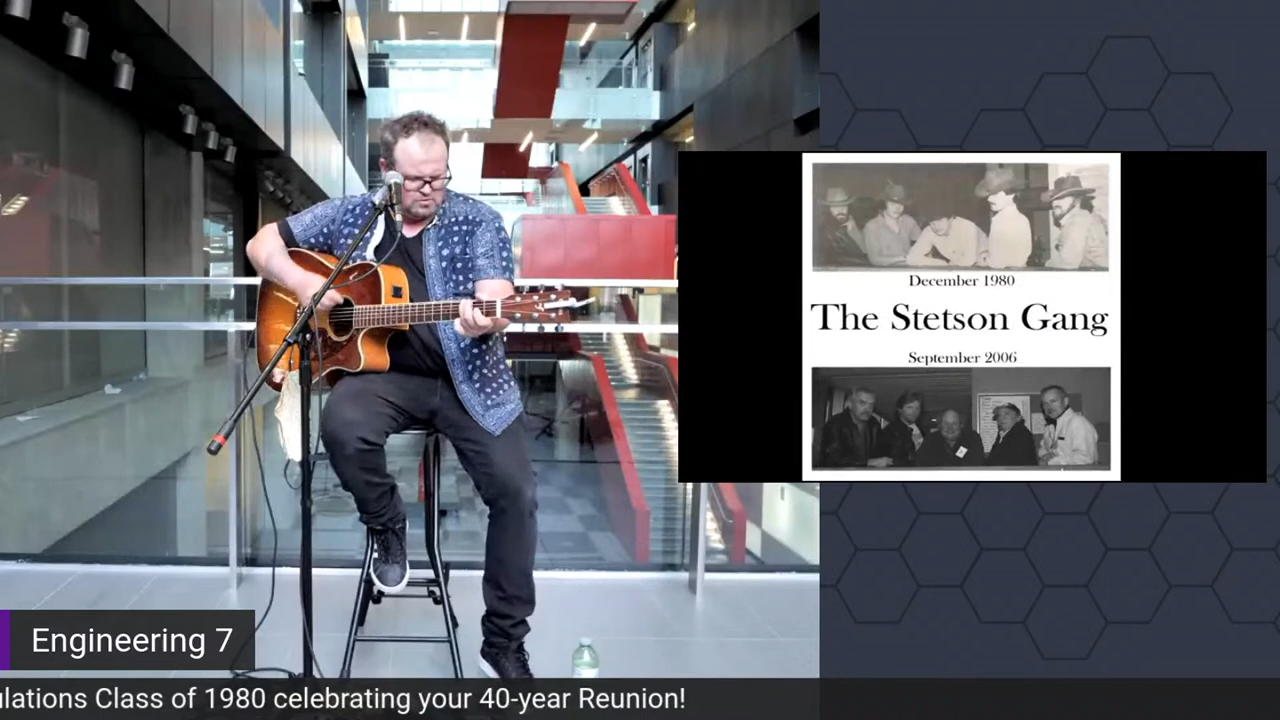 December 1980
The Stetson Gang
September 2006
Engineering 7
ulations Class of 1980 celebrating your 40-year Reunion!